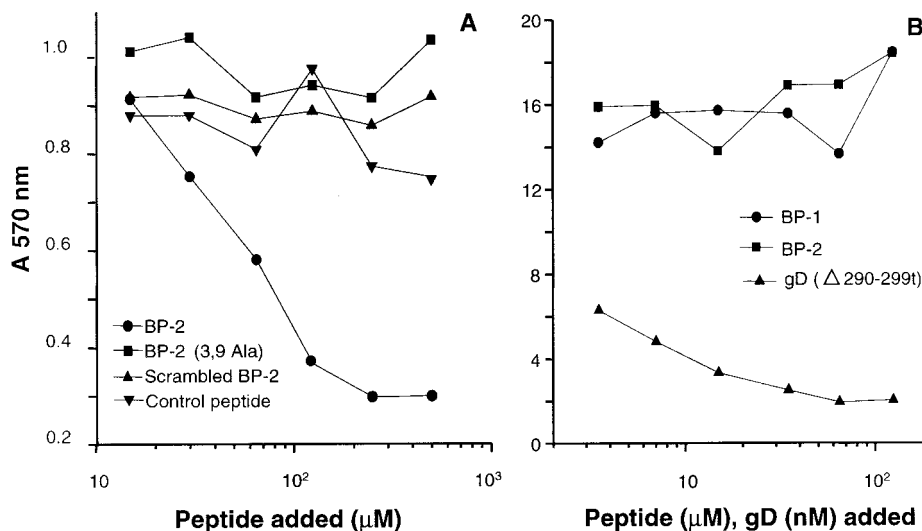 A
B
1.0
0.8
0.6
0.4
0.2
A 570 nm
BP-2
BP-2 (3,9 Ala)
Scrambled BP-2
Control peptide
10
10²
10³
Peptide added (μM)
20
16
12
8
4
0
BP-1
BP-2
gD (Δ290-299t)
10
10²
Peptide (μM), gD (nM) added